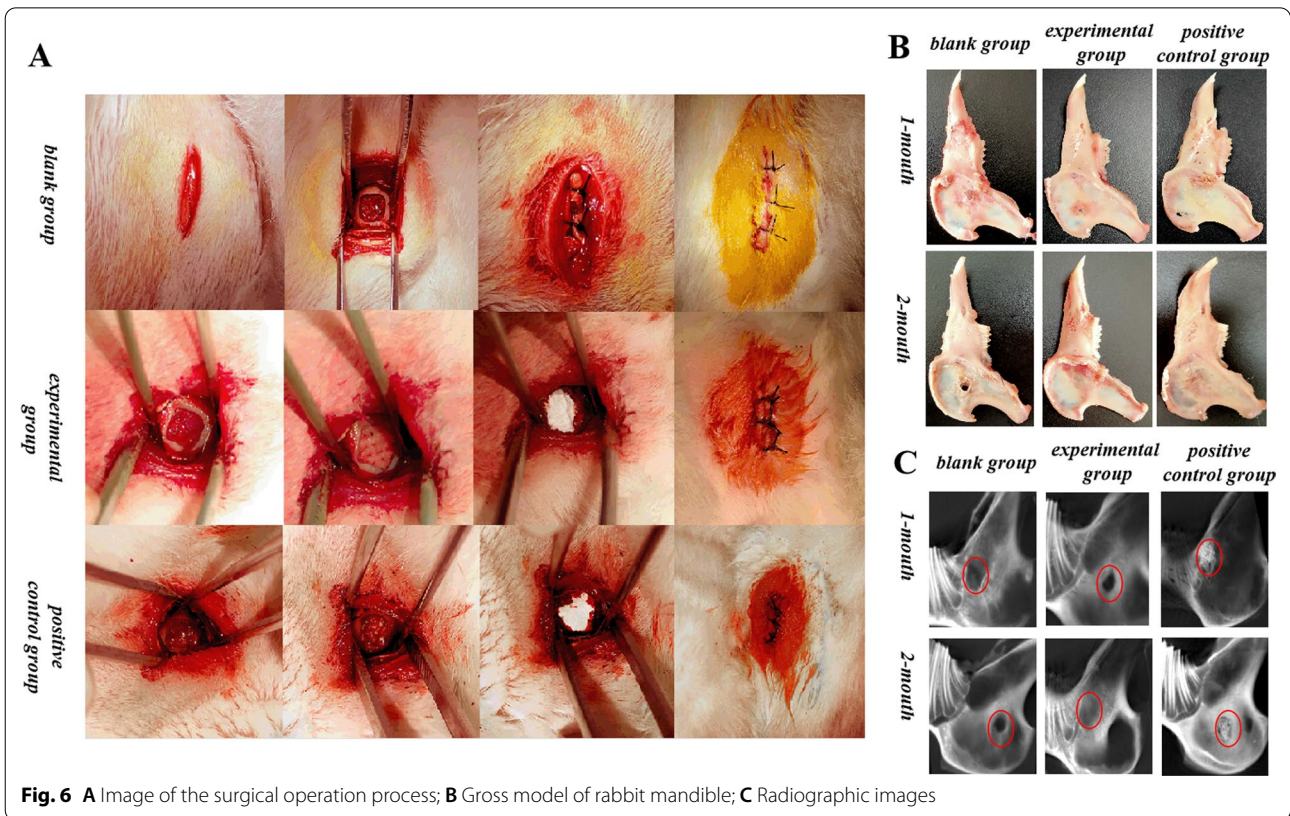 A
blank group
experimental
group
positive
control group
B
blank group
experimental
group
positive
control group
1-mouth
2-mouth
C
blank group
experimental
group
positive
control group
1-mouth
2-mouth
Fig. 6 A Image of the surgical operation process; B Gross model of rabbit mandible; C Radiographic images